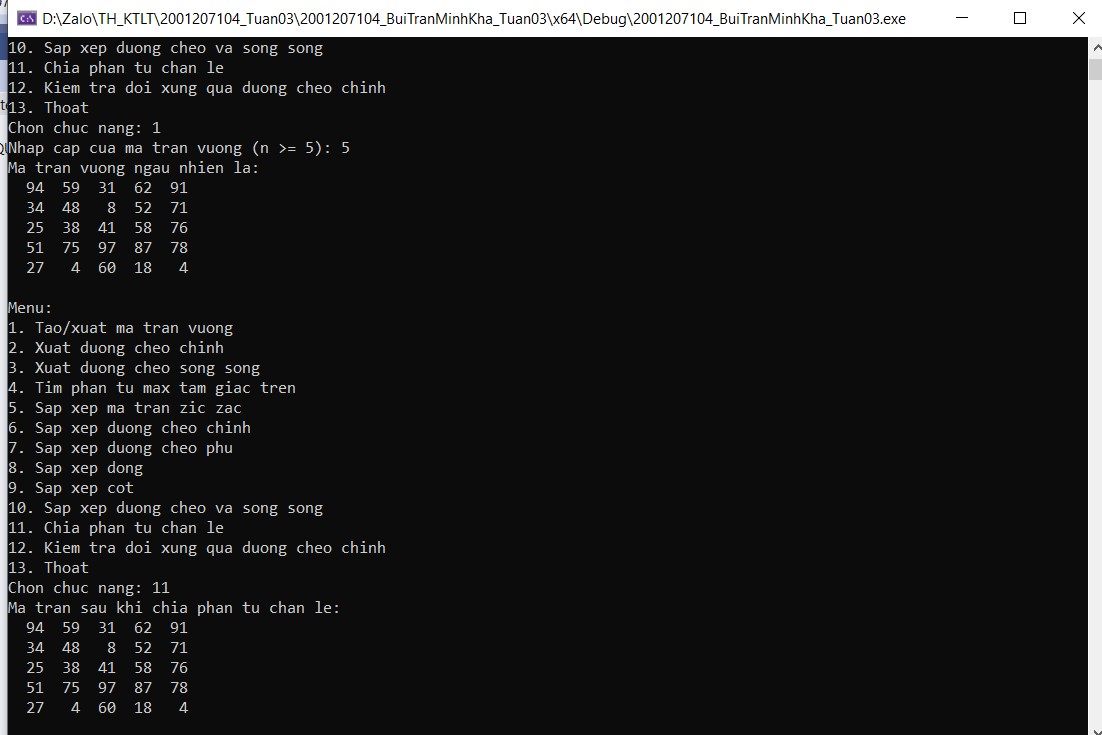 D:\Zalo\TH_KTLT\2001207104_Tuan03\2001207104_BuiTranMinhKha_Tuan03\x64\Debug\2001207104_BuiTranMinhKha_Tuan03.exe
10. Sap xep duong cheo va song song
11. Chia phan tu chan le
12. Kiem tra doi xung qua duong cheo chinh
13. Thoat
Chon chuc nang: 1
Nhap cap cua ma tran vuong (n >= 5): 5
Ma tran vuong ngau nhien la:
94 59 31 62 91
34 48 8 52 71
25 38 41 58 76
51 75 97 87 78
27 4 60 18 4
Menu:
1. Tao/xuat ma tran vuong
2. Xuat duong cheo chinh
3. Xuat duong cheo song song
4. Tim phan tu max tam giac tren
5. Sap xep ma tran zic zac
6. Sap xep duong cheo chinh
7. Sap xep duong cheo phu
8. Sap xep dong
9. Sap xep cot
10. Sap xep duong cheo va song song
11. Chia phan tu chan le
12. Kiem tra doi xung qua duong cheo chinh
13. Thoat
Chon chuc nang: 11
Ma tran sau khi chia phan tu chan le:
94 59 31 62 91
34 48 8 52 71
25 38 41 58 76
51 75 97 87 78
27 4 60 18 4